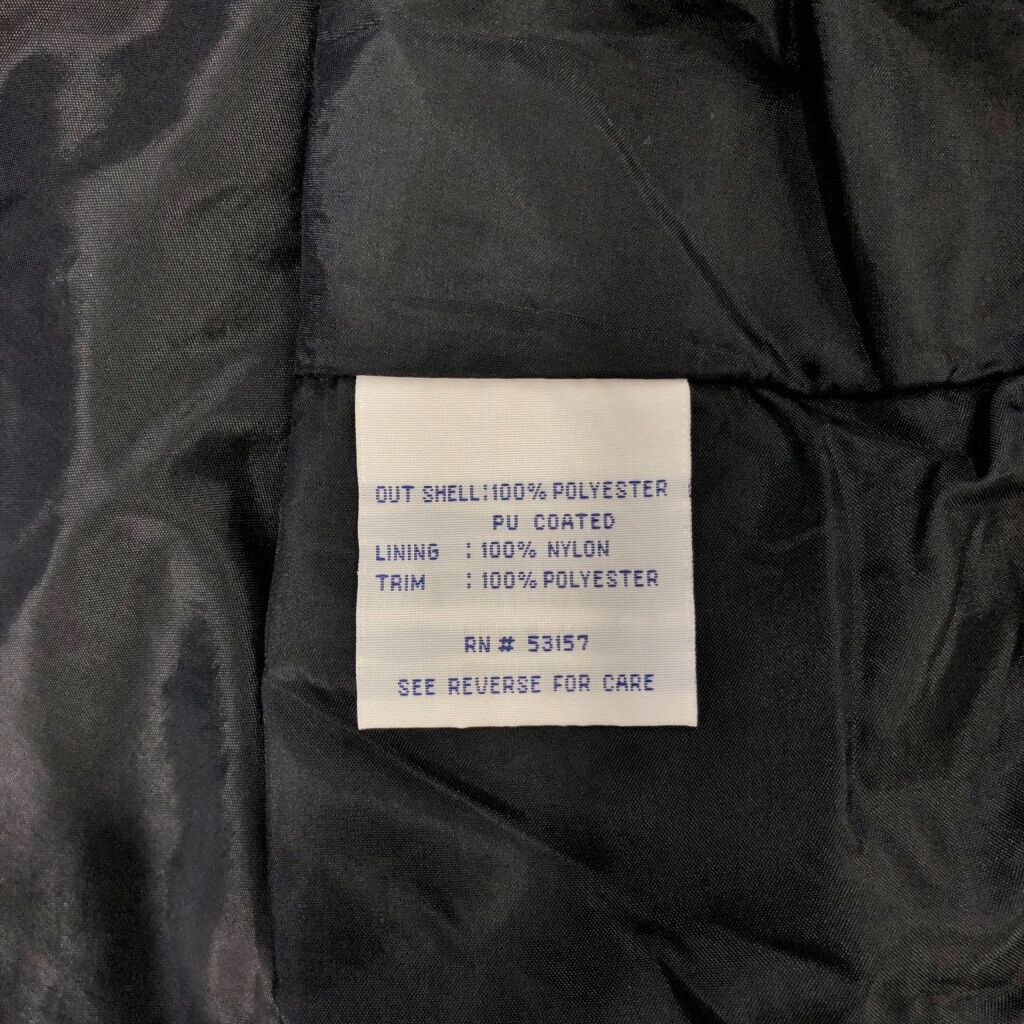 OUT SHELL:100% POLYESTER
PU COATED
LINING : 100% NYLON
TRIM : 100% POLYESTER
RN # 53157
SEE REVERSE FOR CARE